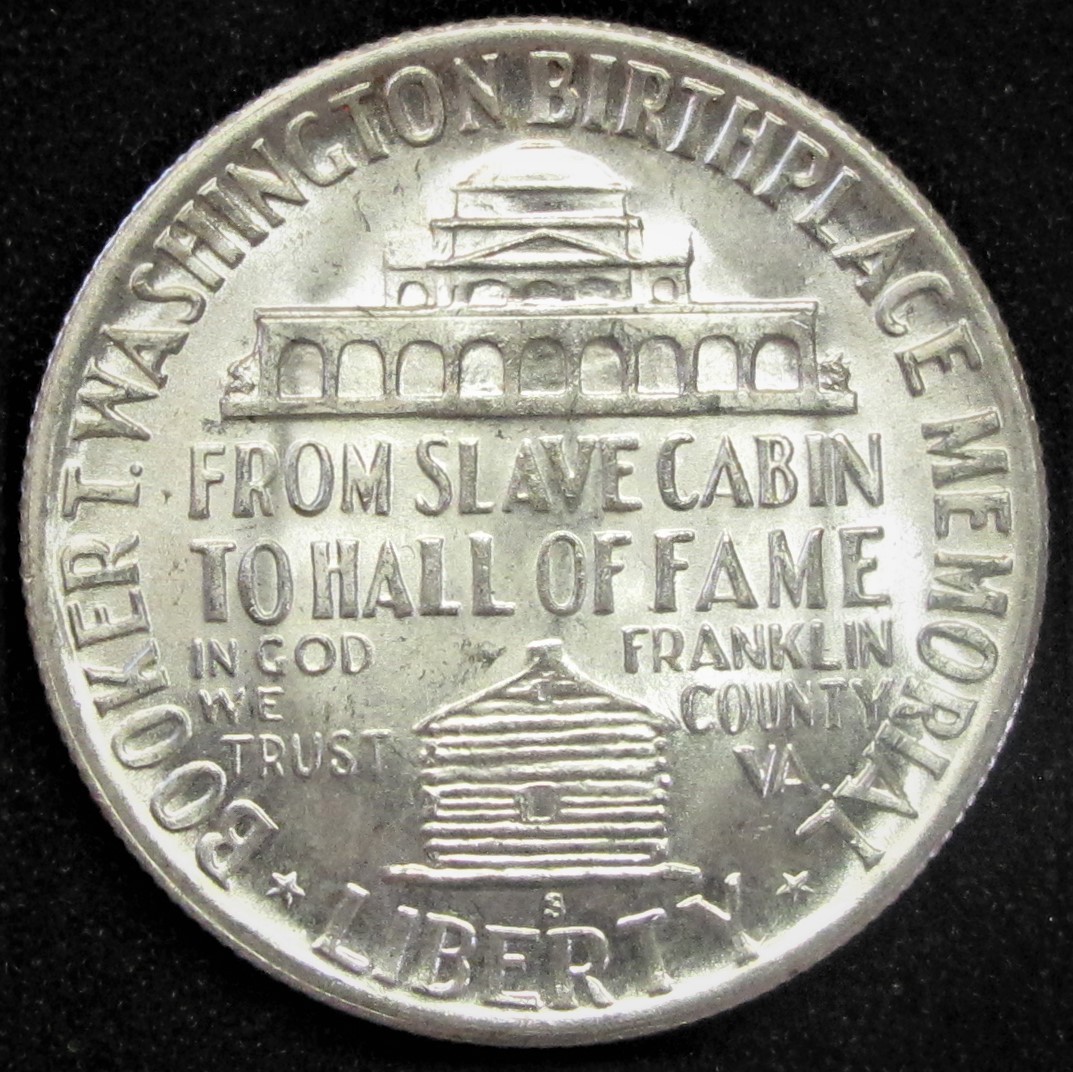 BOOKER T. WASHINGTON BIRTHPLACE MEMORIAL
FROM SLAVE CABIN
TO HALL OF FAME
IN GOD
WE
TRUST
FRANKLIN
COUNTY
VA.
S
LIBERTY